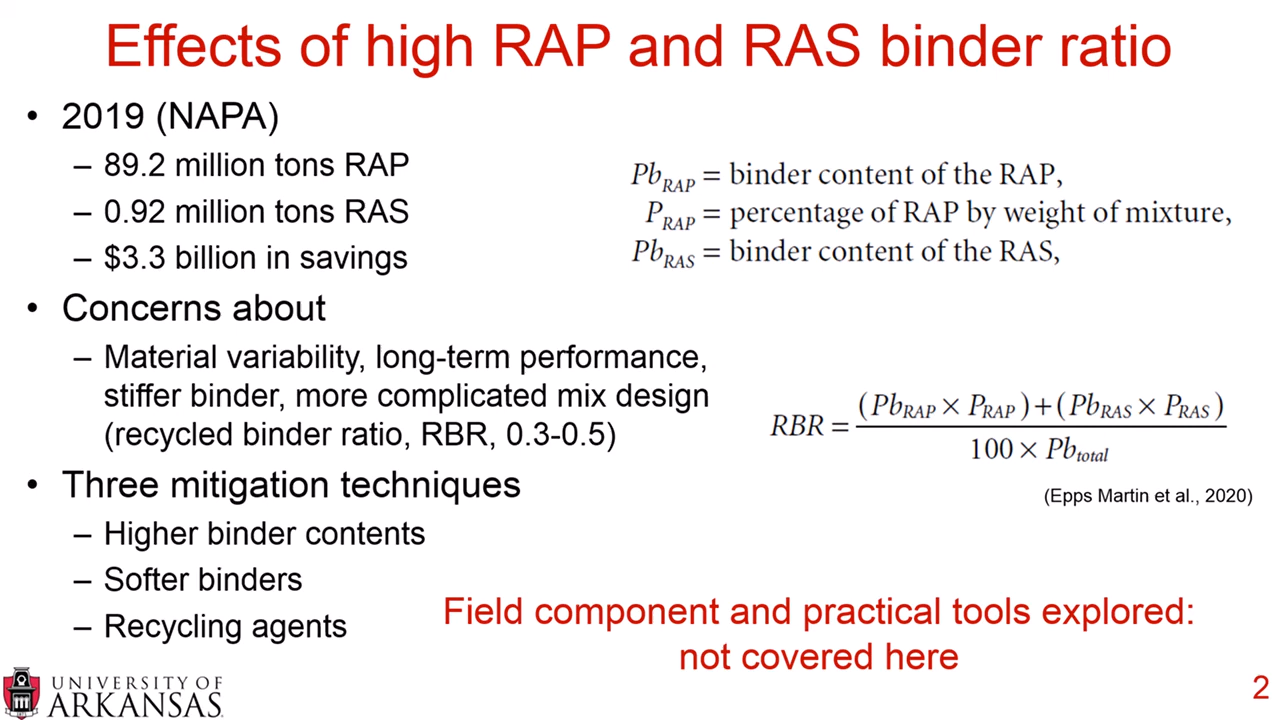 Effects of high RAP and RAS binder ratio
• 2019 (NAPA)
– 89.2 million tons RAP
– 0.92 million tons RAS
– $3.3 billion in savings
• Concerns about
– Material variability, long-term performance,
stiffer binder, more complicated mix design
(recycled binder ratio, RBR, 0.3-0.5)
• Three mitigation techniques
– Higher binder contents
– Softer binders
– Recycling agents
Pb_RAP = binder content of the RAP,
P_RAP = percentage of RAP by weight of mixture,
Pb_RAS = binder content of the RAS,
RBR = ((Pb_RAP × P_RAP) + (Pb_RAS × P_RAS)) / (100 × Pb_total)
(Epps Martin et al., 2020)
Field component and practical tools explored:
not covered here
UNIVERSITY OF
ARKANSAS
2